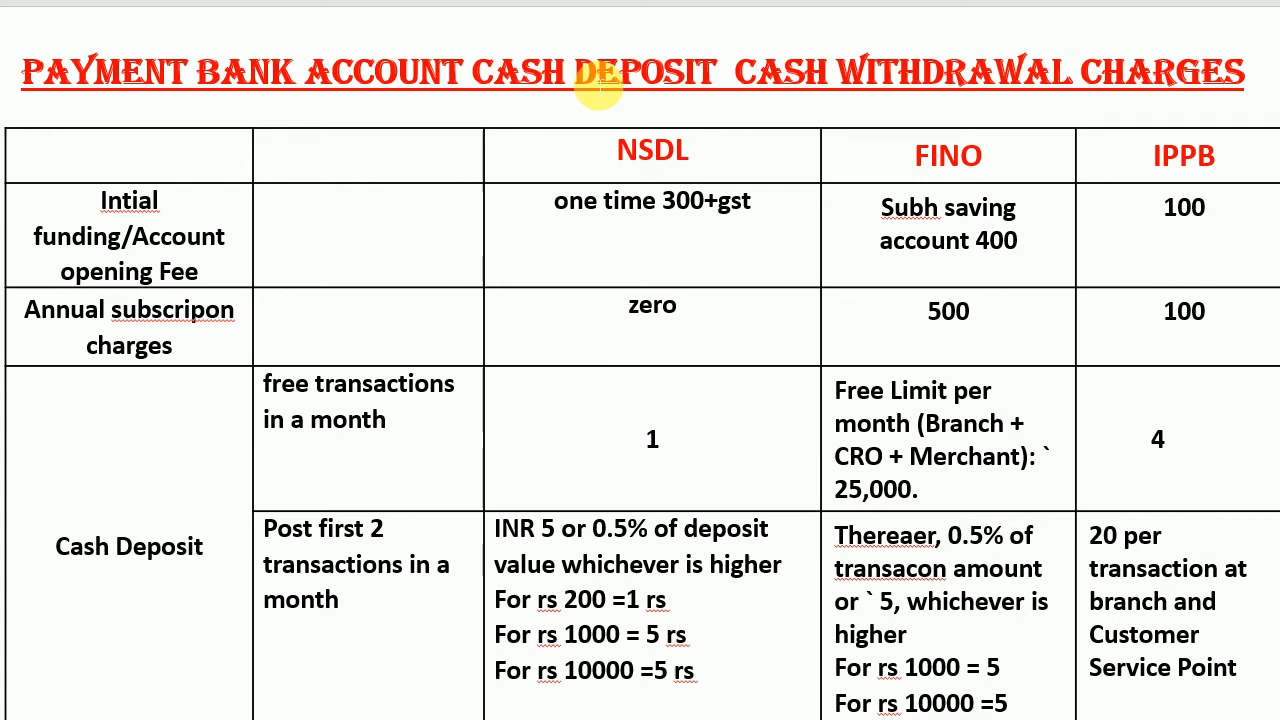 PAYMENT BANK ACCOUNT CASH DEPOSIT CASH WITHDRAWAL CHARGES
NSDL
FINO
IPPB
Intial
funding/Account
opening Fee
one time 300+gst
Subh saving
account 400
100
Annual subscripon
charges
zero
500
100
Cash Deposit
free transactions
in a month
1
Free Limit per
month (Branch +
CRO + Merchant): `
25,000.
4
Post first 2
transactions in a
month
INR 5 or 0.5% of deposit
value whichever is higher
For rs 200 =1 rs
For rs 1000 = 5 rs
For rs 10000 =5 rs
Thereaer, 0.5% of
transacon amount
or ` 5, whichever is
higher
For rs 1000 = 5
For rs 10000 =5
20 per
transaction at
branch and
Customer
Service Point